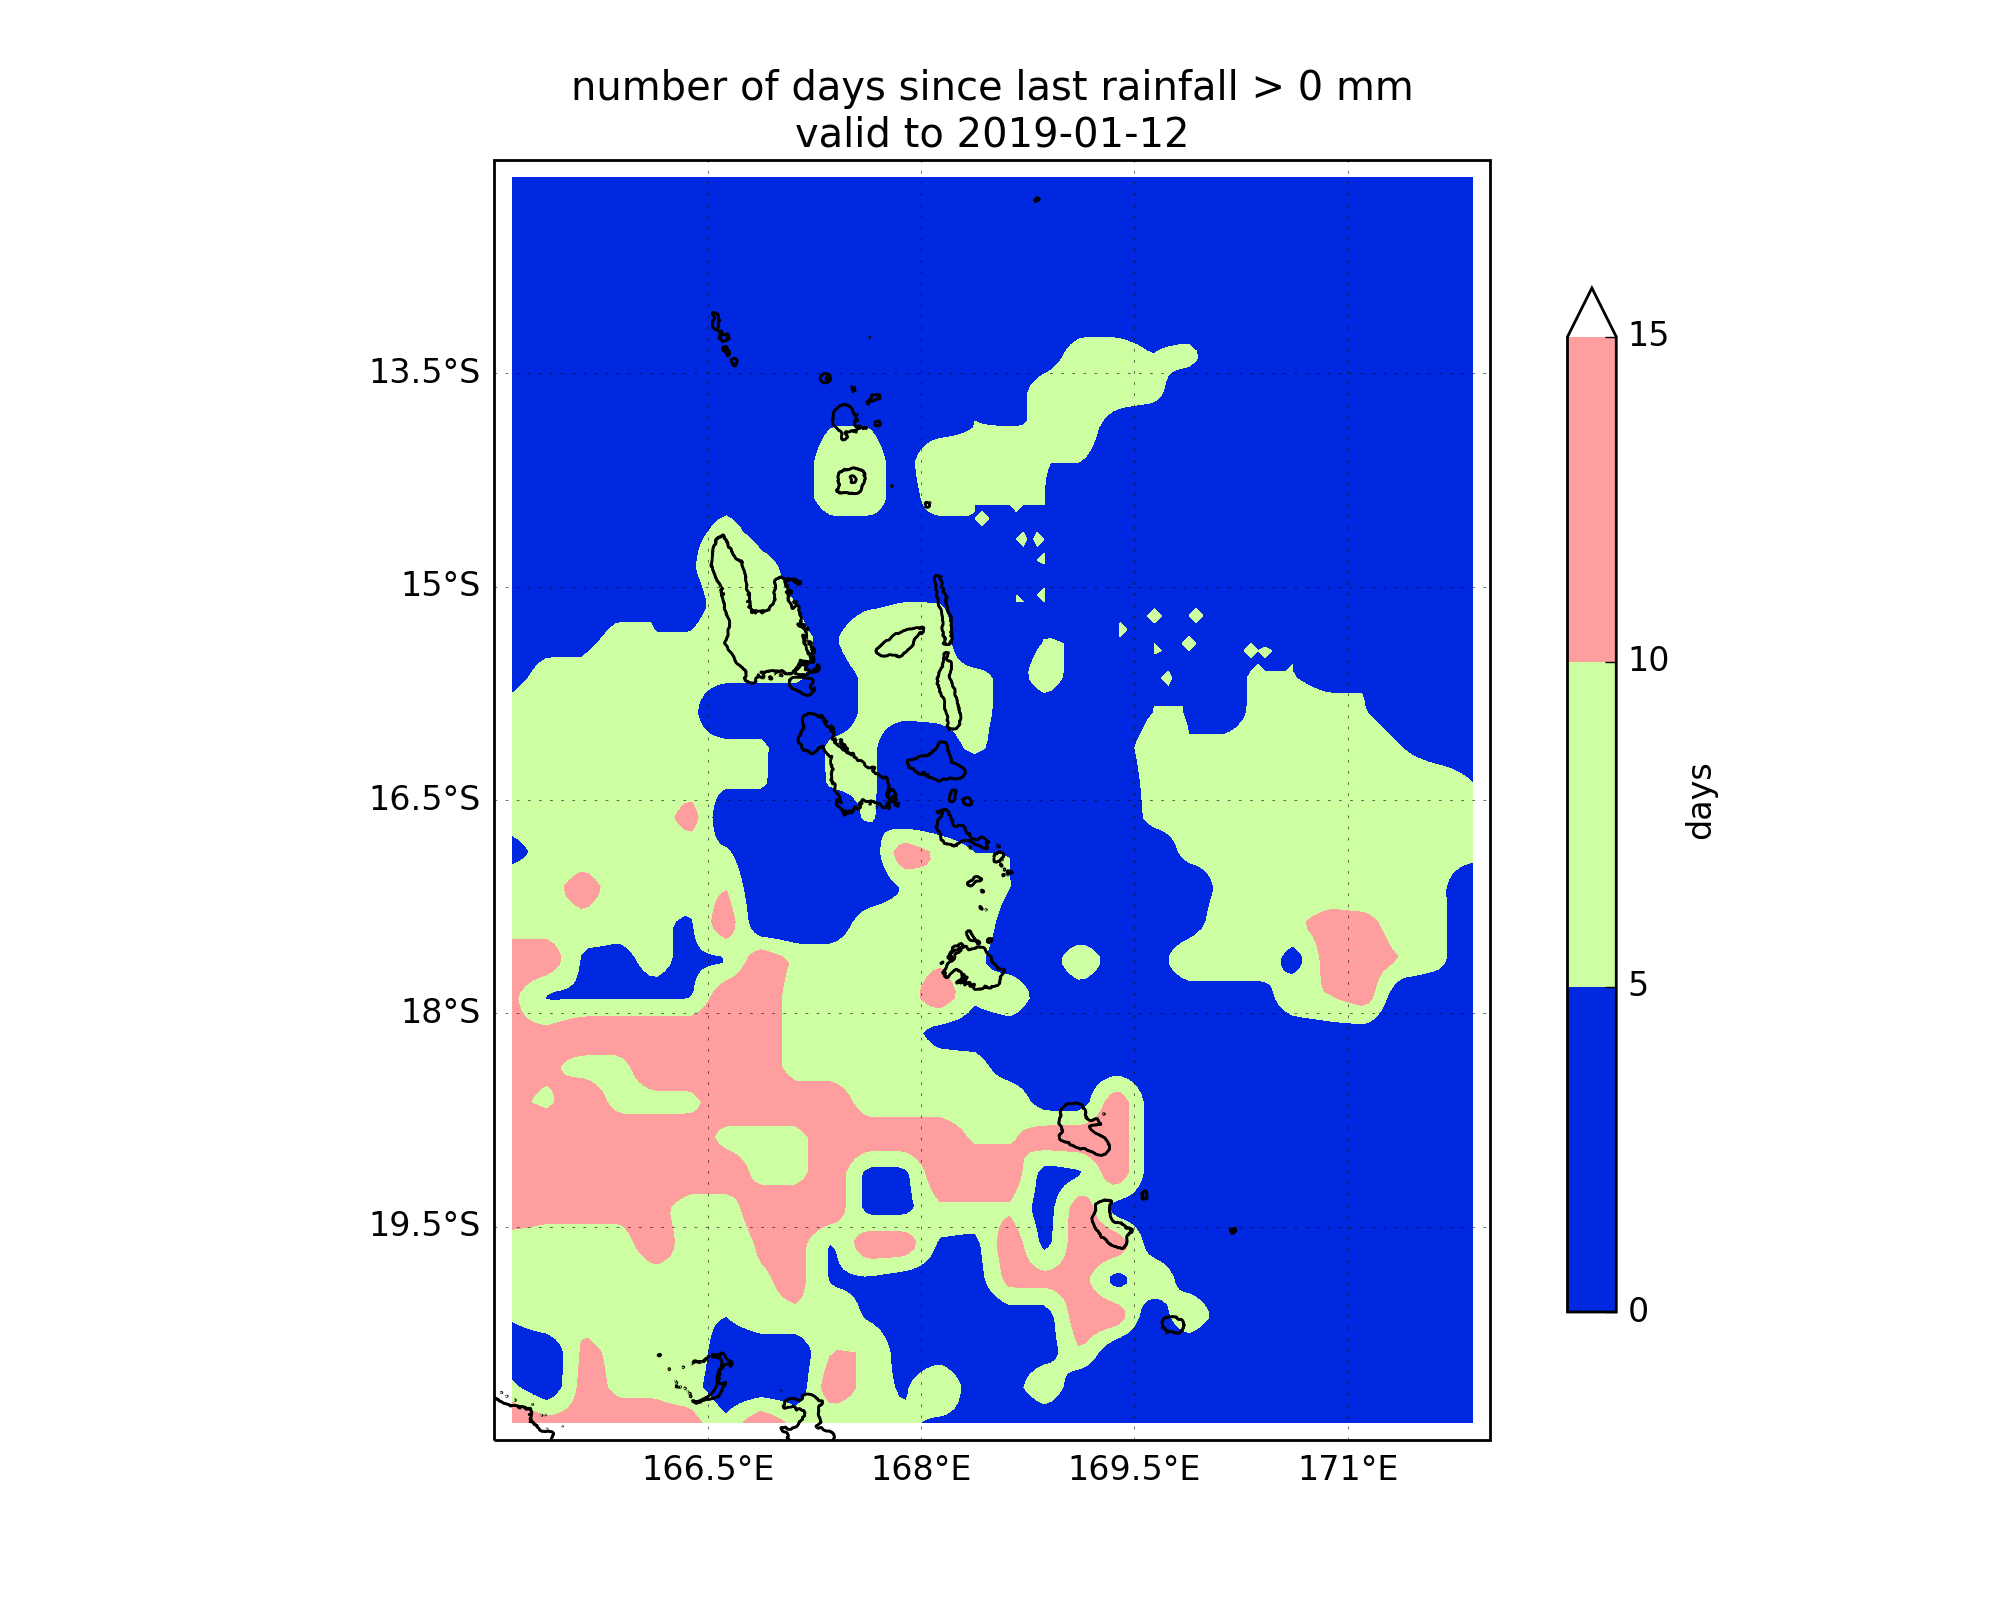 number of days since last rainfall > 0 mm
valid to 2019-01-12
13.5°S
15°S
16.5°S
18°S
19.5°S
166.5°E
168°E
169.5°E
171°E
15
10
5
0
days